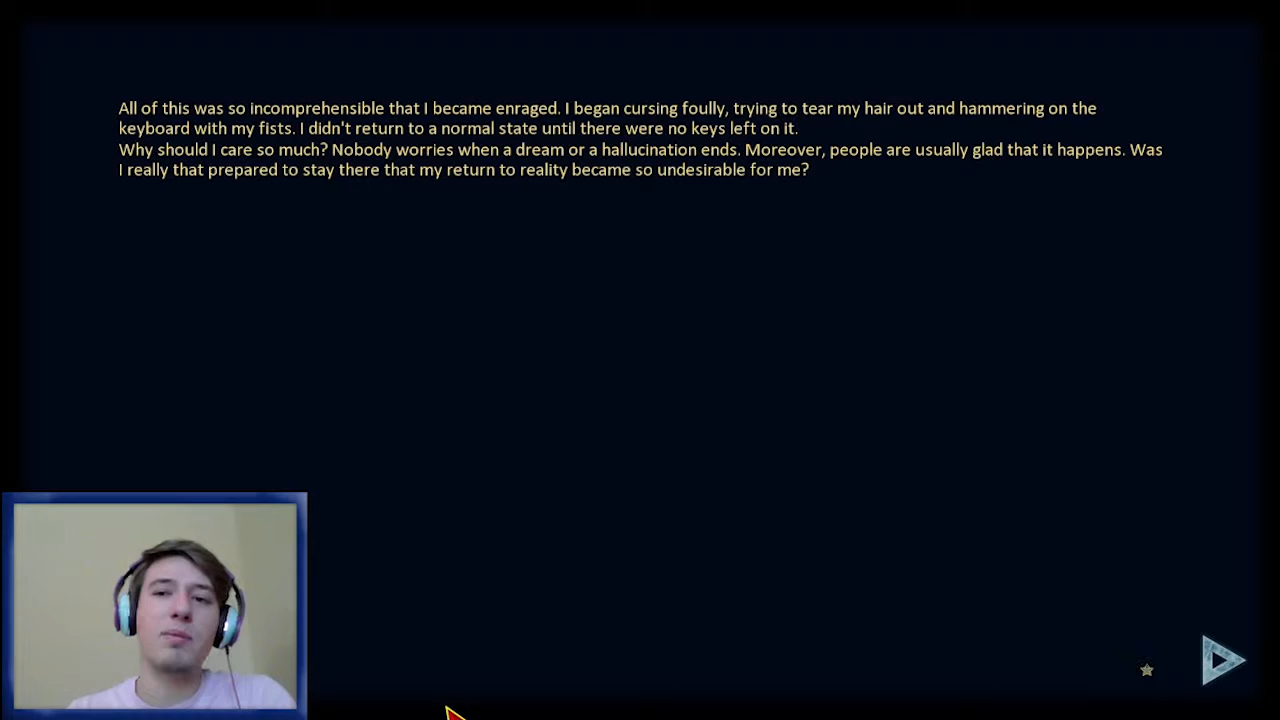 All of this was so incomprehensible that I became enraged. I began cursing foully, trying to tear my hair out and hammering on the
keyboard with my fists. I didn't return to a normal state until there were no keys left on it.
Why should I care so much? Nobody worries when a dream or a hallucination ends. Moreover, people are usually glad that it happens. Was
I really that prepared to stay there that my return to reality became so undesirable for me?